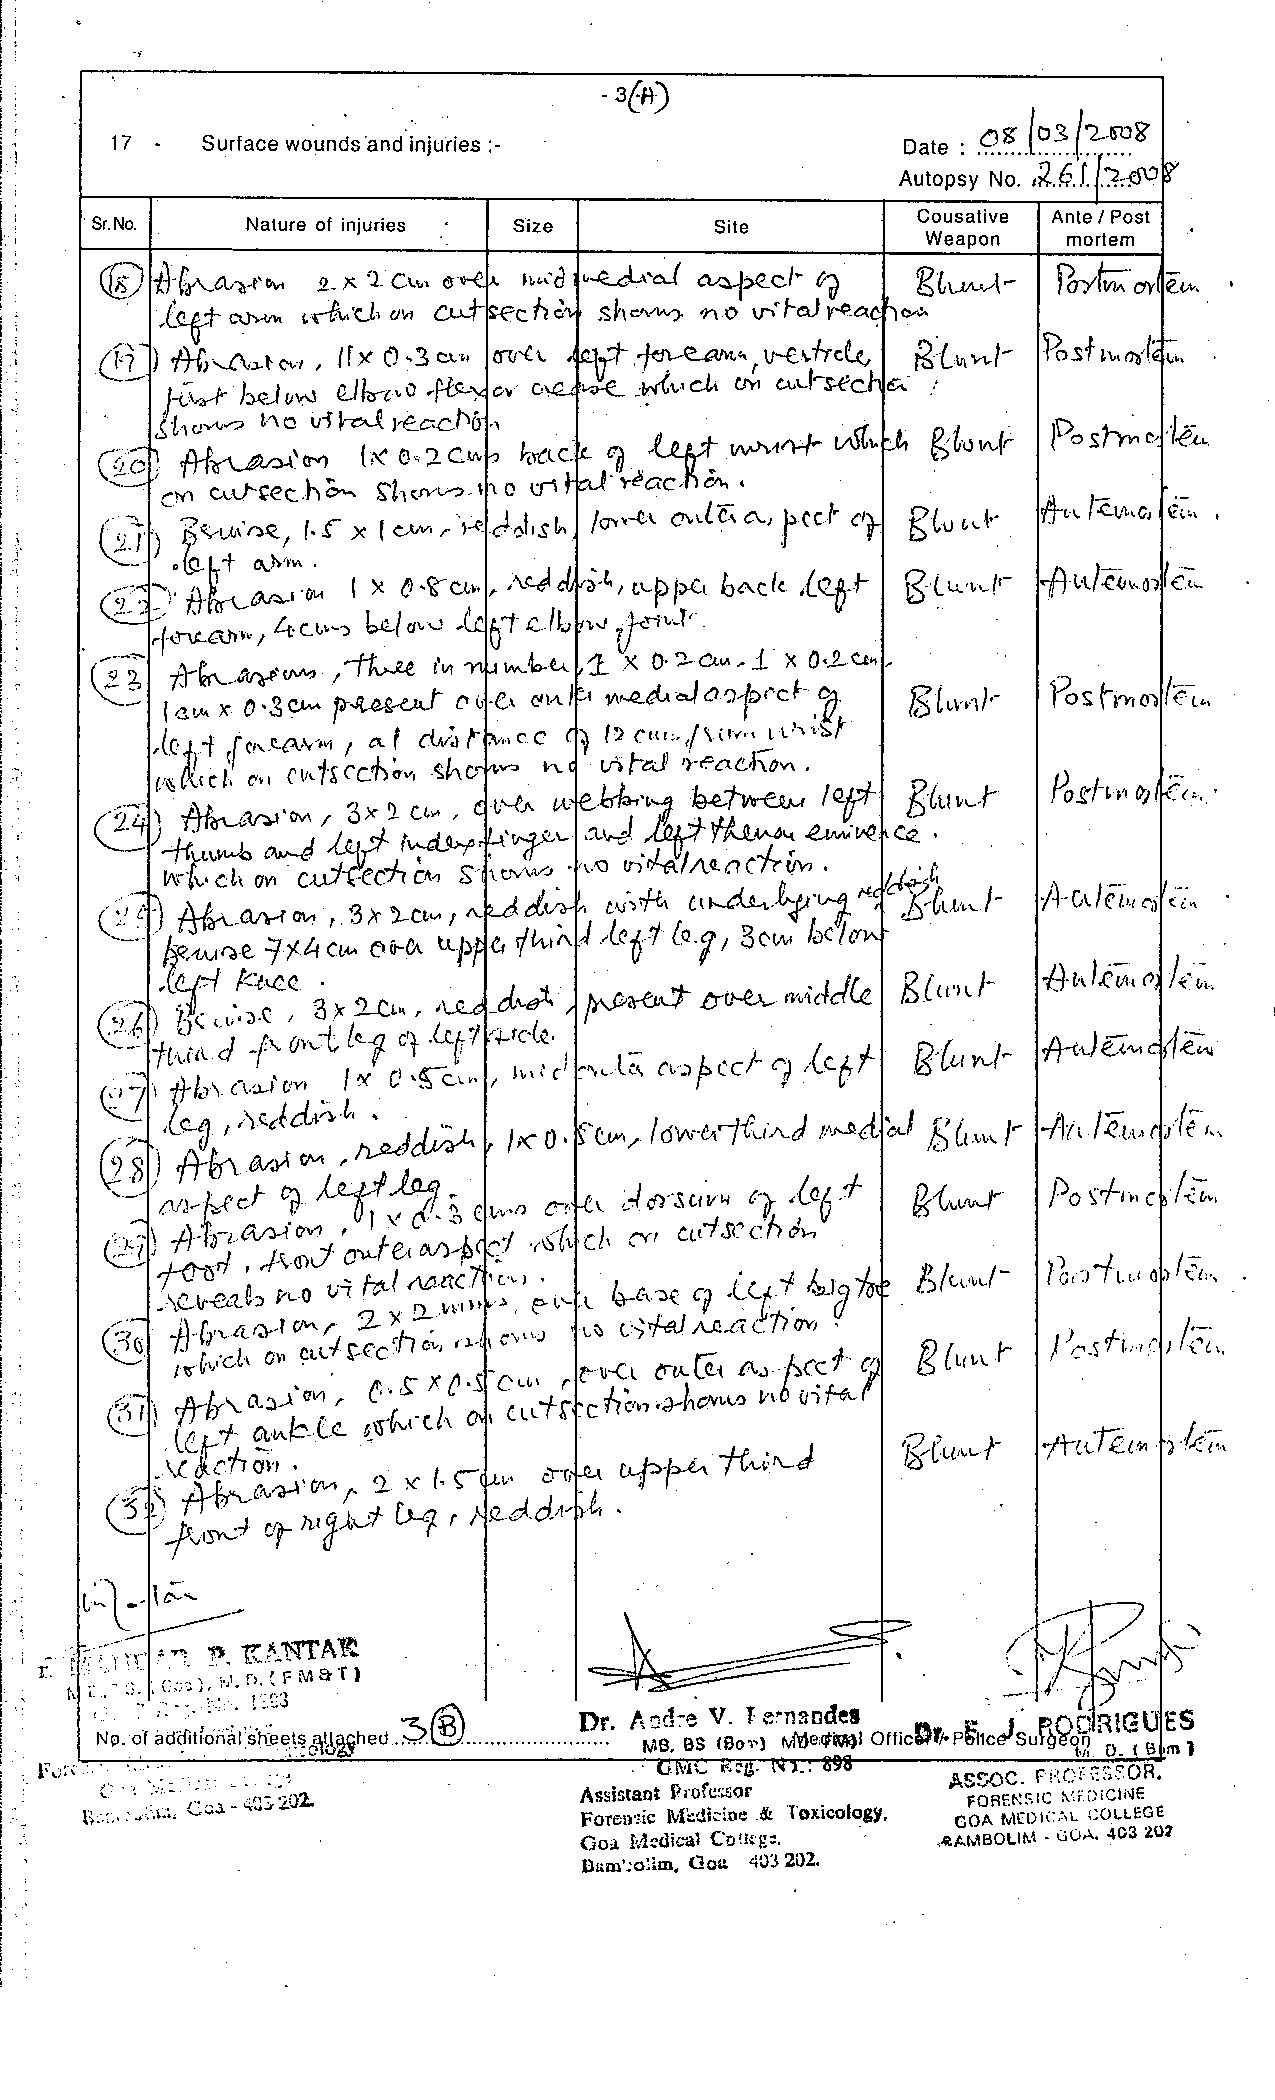 - 3(A)
17 - Surface wounds and injuries :-
Date : 08/03/2008
Autopsy No. 261/2008
Sr.No. Nature of injuries Size Site Cousative Weapon Ante / Post mortem
(18) Abrasion 2 x 2 cm over mid medial aspect of Blunt Postmortem
left arm which on cutsection shows no vital reaction
(19) Abrasion, 11 x 0.3 cm over left forearm, Blunt Postmortem
just below elbow flexor crease which on cutsection
shows no vital reaction
(20) Abrasion 1 x 0.2 cms back of left wrist which Blunt Postmortem
on cutsection shows no vital reaction.
(21) Bruise, 1.5 x 1 cm, reddish, lower outer aspect of Blunt Antemortem
left arm.
(22) Abrasion 1 x 0.8 cm, reddish, upper back left Blunt Antemortem
forearm, 4 cms below left elbow joint.
(23) Abrasions, three in number, 1 x 0.2 cm. 1 x 0.2 cm,
1 cm x 0.3 cm present over outer medial aspect of Blunt Postmortem
left forearm, at distance of 12 cms from wrist
which on cutsection shows no vital reaction.
(24) Abrasion, 3 x 2 cm, over webbing between left Blunt Postmortem
thumb and left index finger and left thenar eminence.
which on cutsection shows no vital reaction.
(25) Abrasion, 3 x 2 cm, reddish with underlying reddish Blunt Antemortem
bruise 7 x 4 cm over upper third left leg, 3 cm below
left knee.
(26) Bruise, 3 x 2 cm, reddish, present over middle Blunt Antemortem
third front leg of left side.
(27) Abrasion 1 x 0.5 cm, mid outer aspect of left Blunt Antemortem
leg, reddish.
(28) Abrasion, reddish, 1 x 0.5 cm, lower third medial Blunt Antemortem
aspect of left leg.
(29) Abrasion, 1 x 0.3 cms over dorsum of left Blunt Postmortem
foot, front outer aspect which on cutsection
reveals no vital reaction.
(30) Abrasion, 2 x 2 mms, over base of left big toe Blunt Postmortem
which on cutsection shows no vital reaction.
(31) Abrasion, 0.5 x 0.5 cm, over outer aspect of Blunt Postmortem
left ankle which on cutsection shows no vital
reaction.
(32) Abrasion, 2 x 1.5 cm over upper third Blunt Antemortem
front of right leg, reddish.
P. KANTAK
M.D. (FM&T)
No. of additional sheets attached 3(B)
Medical Officer / Police Surgeon
Goa - 403 202.
Dr. Andre V. Fernandes
MB, BS (Bom) MD (FM)
GMC Reg. No.: 898
Assistant Professor
Forensic Medicine & Toxicology,
Goa Medical College,
Bambolim, Goa 403 202.
Dr. E. J. RODRIGUES
M. D. (Bom)
ASSOC. PROFESSOR,
FORENSIC MEDICINE
GOA MEDICAL COLLEGE
BAMBOLIM - GOA. 403 202